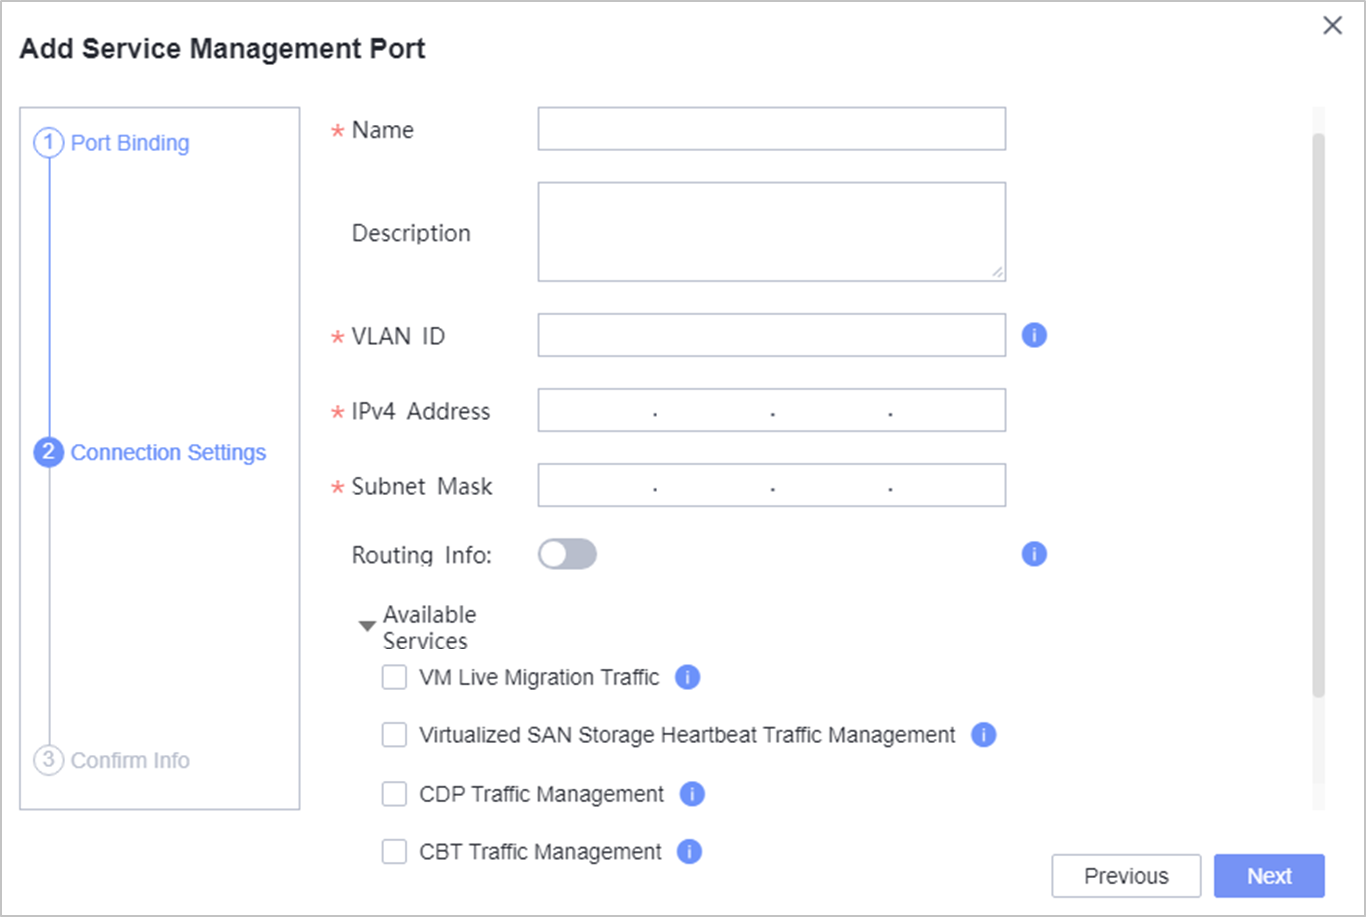 Add Service Management Port
1 Port Binding
2 Connection Settings
3 Confirm Info
* Name
Description
* VLAN ID
i
* IPv4 Address . . .
* Subnet Mask . . .
Routing Info:
i
Available
Services
VM Live Migration Traffic i
Virtualized SAN Storage Heartbeat Traffic Management i
CDP Traffic Management i
CBT Traffic Management i
Previous
Next